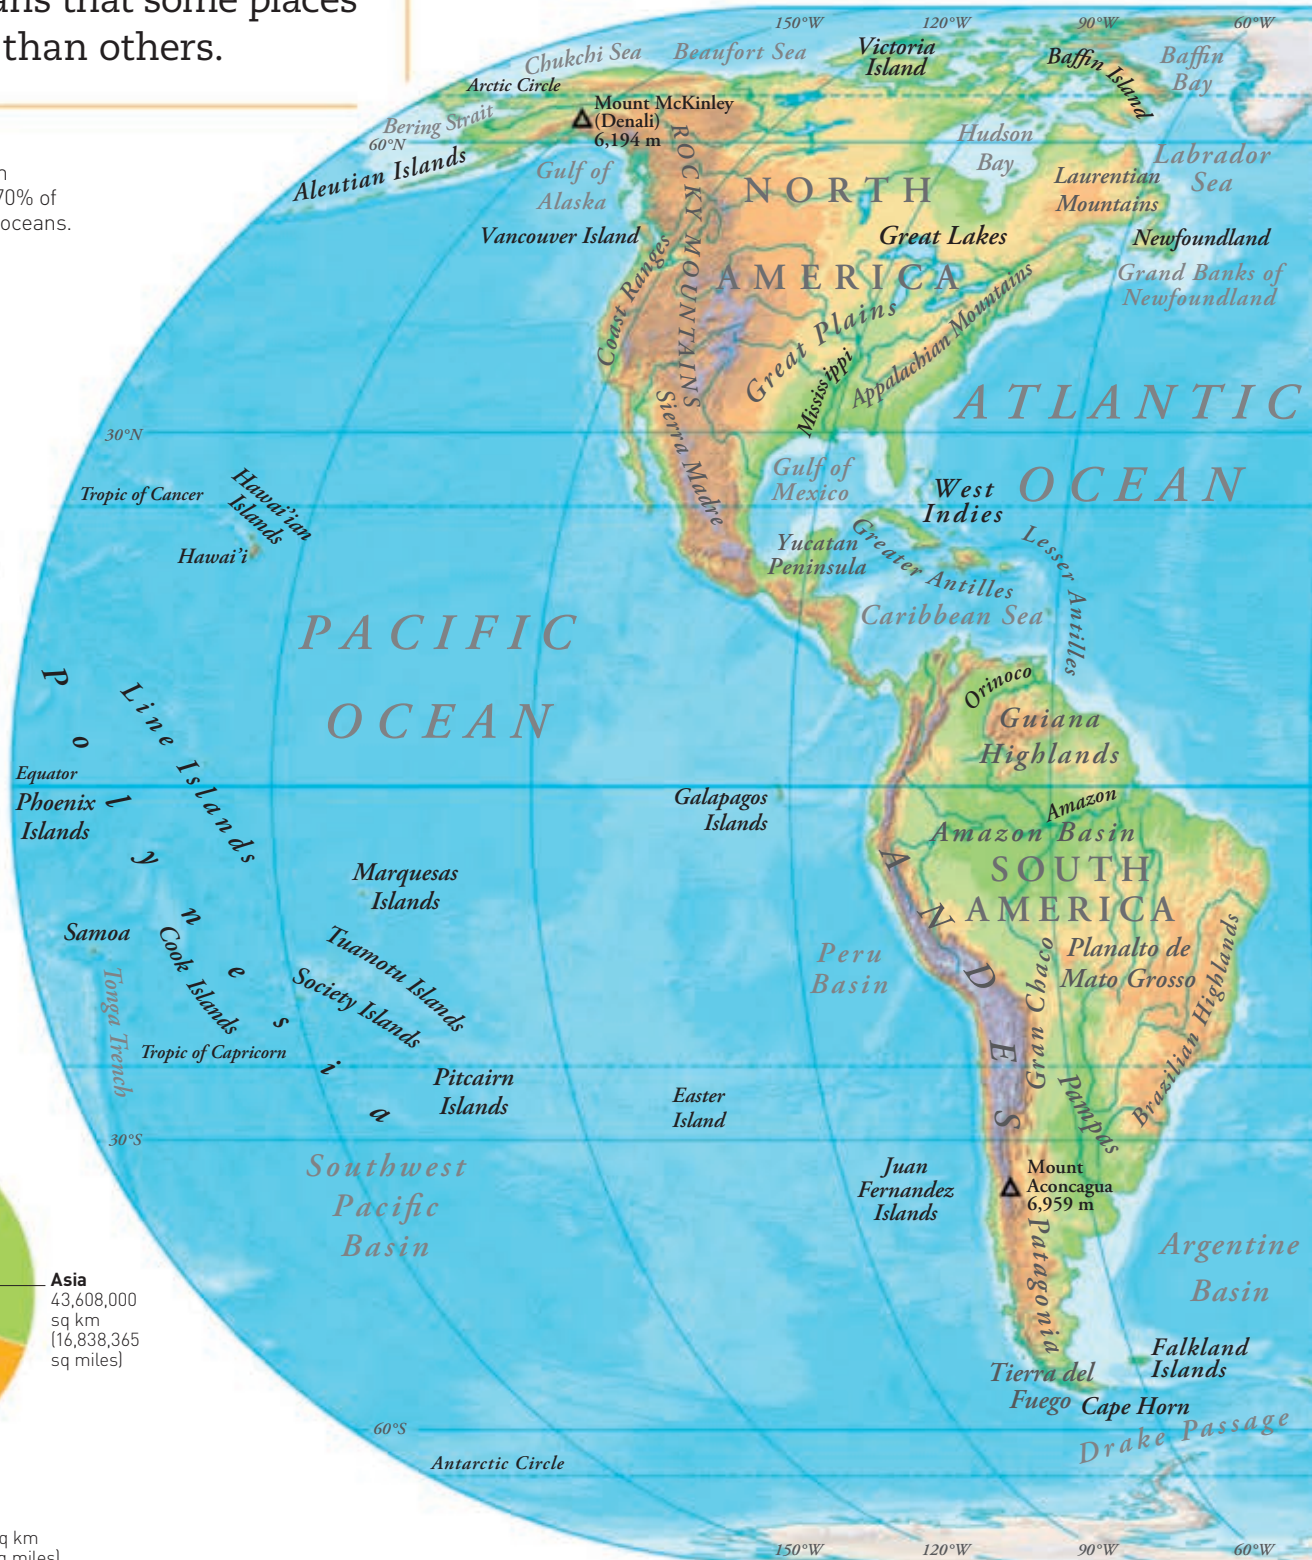 ans that some places
than others.
70% of
oceans.
150°W
120°W
90°W
60°W
Chukchi Sea
Beaufort Sea
Victoria
Island
Baffin Island
Baffin
Bay
Arctic Circle
Mount McKinley
(Denali)
6,194 m
Bering Strait
60°N
Aleutian Islands
Gulf of
Alaska
Hudson
Bay
Labrador
Sea
Laurentian
Mountains
NORTH
AMERICA
ROCKY MOUNTAINS
Vancouver Island
Great Lakes
Newfoundland
Grand Banks of
Newfoundland
Coast Ranges
Great Plains
Mississippi
Appalachian Mountains
ATLANTIC
OCEAN
30°N
Sierra Madre
Gulf of
Mexico
West
Indies
Tropic of Cancer
Hawai'ian
Islands
Hawai'i
Yucatan
Peninsula
Greater Antilles
Lesser Antilles
Caribbean Sea
PACIFIC
OCEAN
Polynesia
Line Islands
Orinoco
Guiana
Highlands
Equator
Phoenix
Islands
Galapagos
Islands
Amazon
Amazon Basin
SOUTH
AMERICA
ANDES
Marquesas
Islands
Samoa
Cook Islands
Tuamotu Islands
Society Islands
Peru
Basin
Planalto de
Mato Grosso
Gran Chaco
Brazilian Highlands
Tonga Trench
Tropic of Capricorn
Pitcairn
Islands
Easter
Island
Pampas
30°S
Southwest
Pacific
Basin
Juan
Fernandez
Islands
Mount
Aconcagua
6,959 m
Patagonia
Argentine
Basin
Asia
43,608,000
sq km
(16,838,365
sq miles)
Falkland
Islands
Tierra del
Fuego
Cape Horn
Drake Passage
60°S
Antarctic Circle
q km
q miles)
150°W
120°W
90°W
60°W